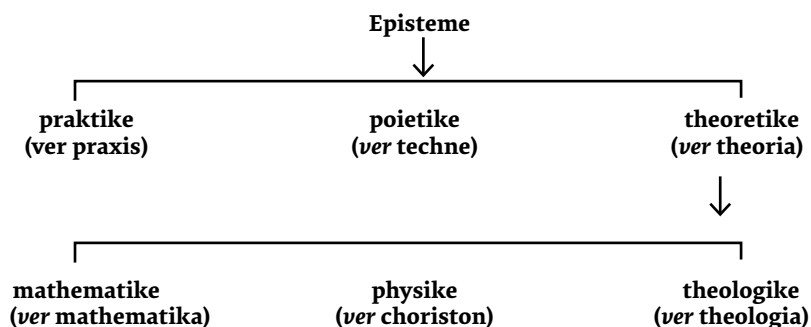 Episteme
praktike poietike theoretike
(ver praxis) (ver techne) (ver theoria)
mathematike physike theologike
(ver mathematika) (ver choriston) (ver theologia)